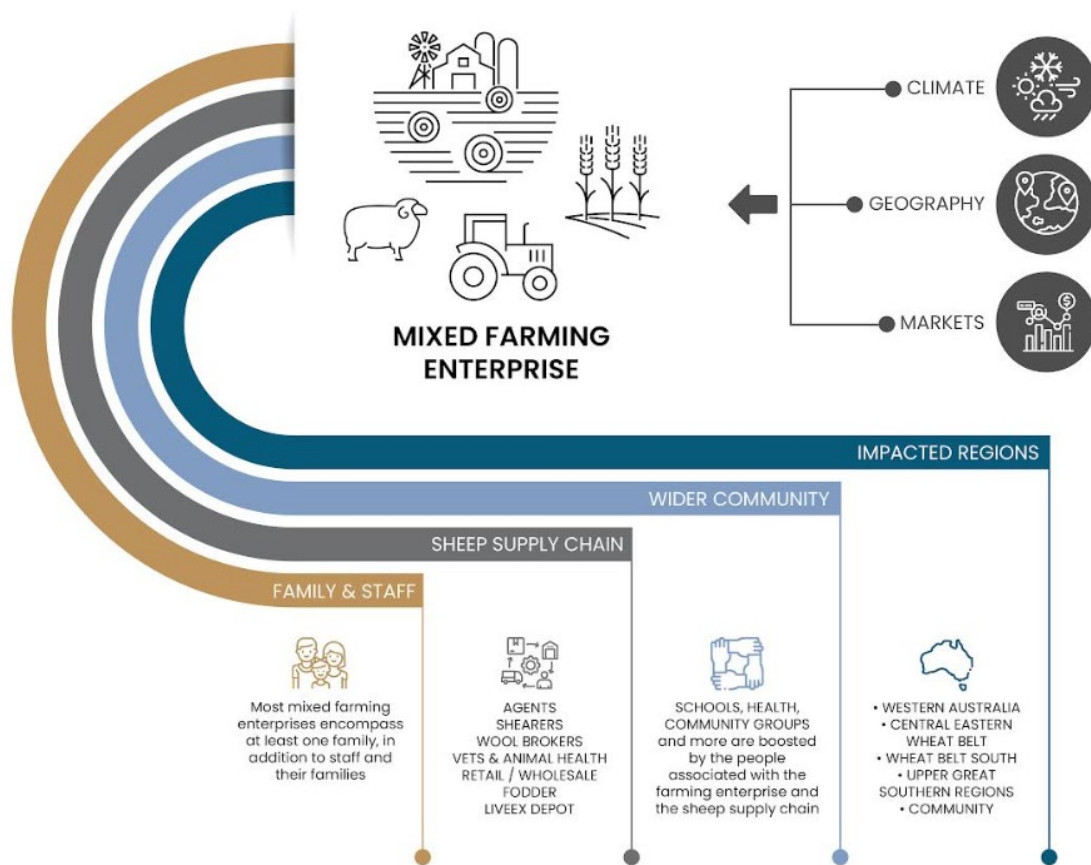 CLIMATE
GEOGRAPHY
MARKETS
MIXED FARMING
ENTERPRISE
IMPACTED REGIONS
WIDER COMMUNITY
SHEEP SUPPLY CHAIN
FAMILY & STAFF
Most mixed farming
enterprises encompass
at least one family, in
addition to staff and
their families
AGENTS
SHEARERS
WOOL BROKERS
VETS & ANIMAL HEALTH
RETAIL / WHOLESALE
FODDER
LIVEEX DEPOT
SCHOOLS, HEALTH,
COMMUNITY GROUPS
and more are boosted
by the people
associated with the
farming enterprise and
the sheep supply chain
• WESTERN AUSTRALIA
• CENTRAL EASTERN
WHEAT BELT
• WHEAT BELT SOUTH
• UPPER GREAT
SOUTHERN REGIONS
• COMMUNITY